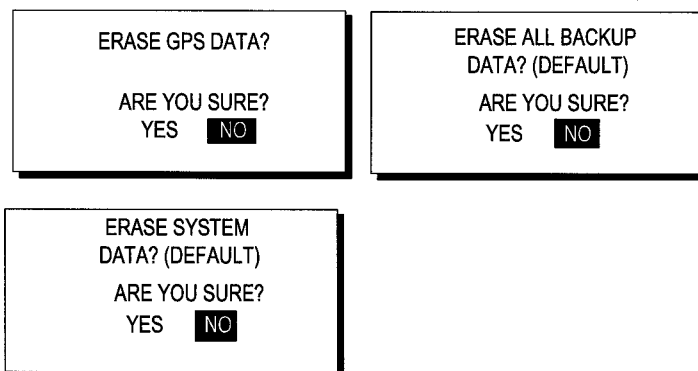 ERASE GPS DATA?
ARE YOU SURE?
YES NO
ERASE ALL BACKUP
DATA? (DEFAULT)
ARE YOU SURE?
YES NO
ERASE SYSTEM
DATA? (DEFAULT)
ARE YOU SURE?
YES NO